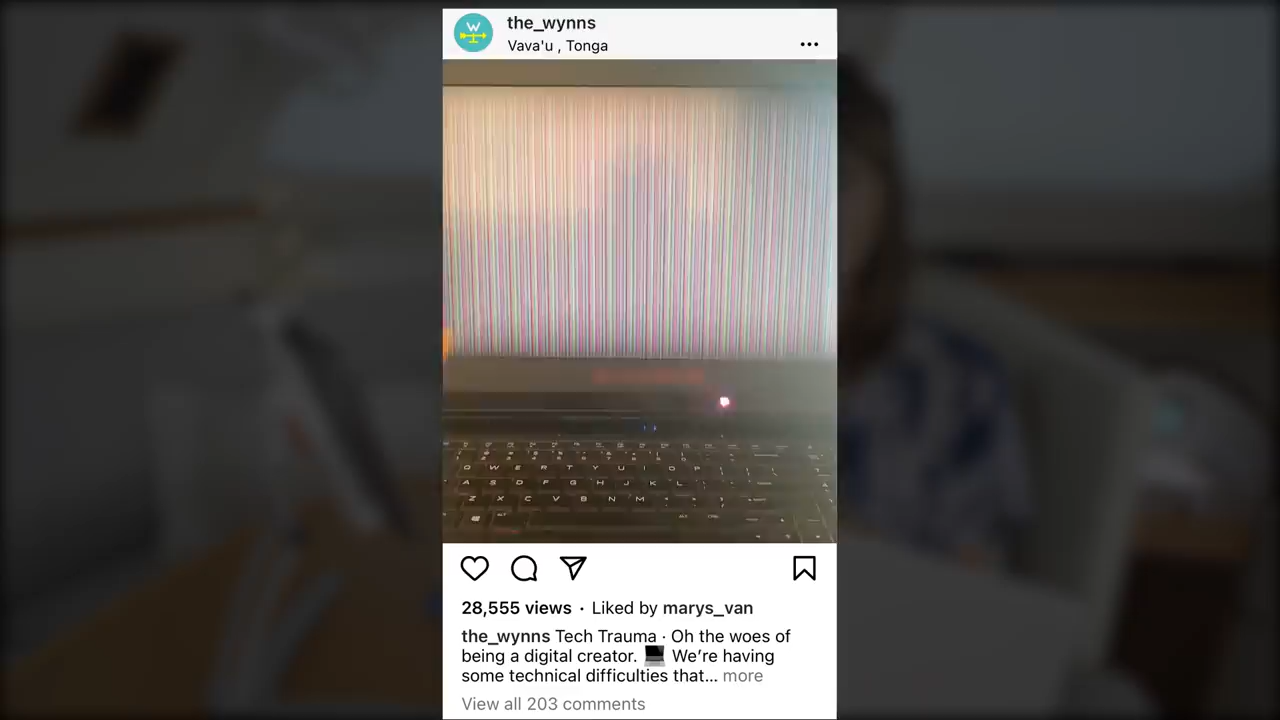 the_wynns
Vava'u , Tonga
Q W E R T Y U I O P
A S D F G H J K L
Z X C V B N M
28,555 views · Liked by marys_van
the_wynns Tech Trauma · Oh the woes of
being a digital creator. 💻 We're having
some technical difficulties that... more
View all 203 comments